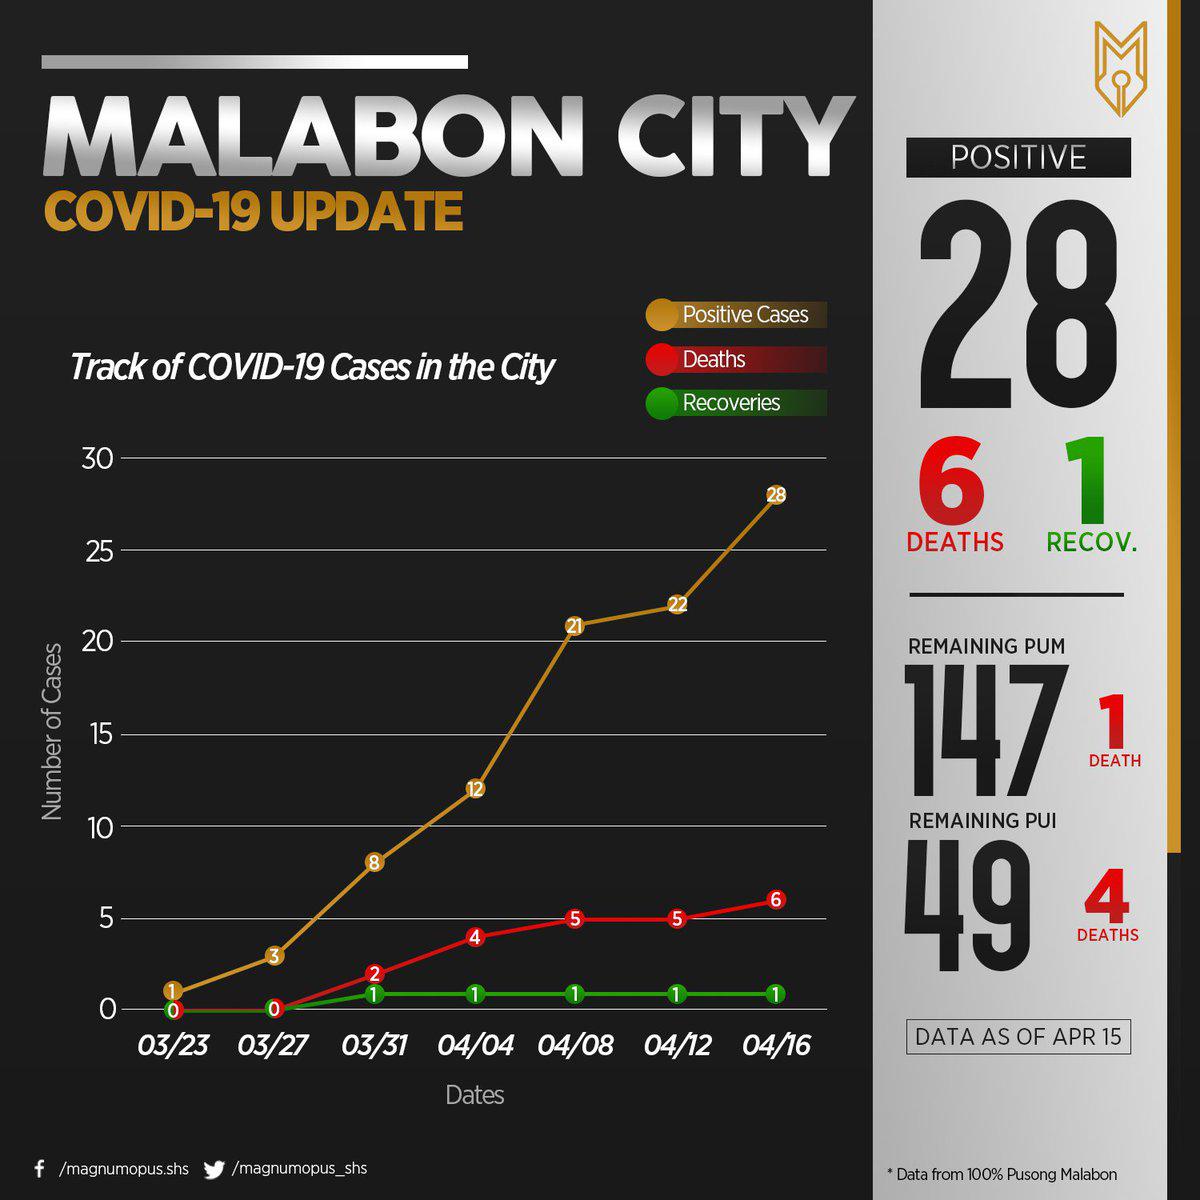 MALABON CITY
COVID-19 UPDATE
Positive Cases
Deaths
Recoveries
Track of COVID-19 Cases in the City
30
25
20
15
10
5
0
Number of Cases
1
3
8
12
21
22
28
0
0
2
4
5
5
6
1
1
1
1
1
03/23 03/27 03/31 04/04 04/08 04/12 04/16
Dates
/magnumopus.shs /magnumopus_shs
POSITIVE
28
6 1
DEATHS RECOV.
REMAINING PUM
147
1
DEATH
REMAINING PUI
49
4
DEATHS
DATA AS OF APR 15
* Data from 100% Pusong Malabon